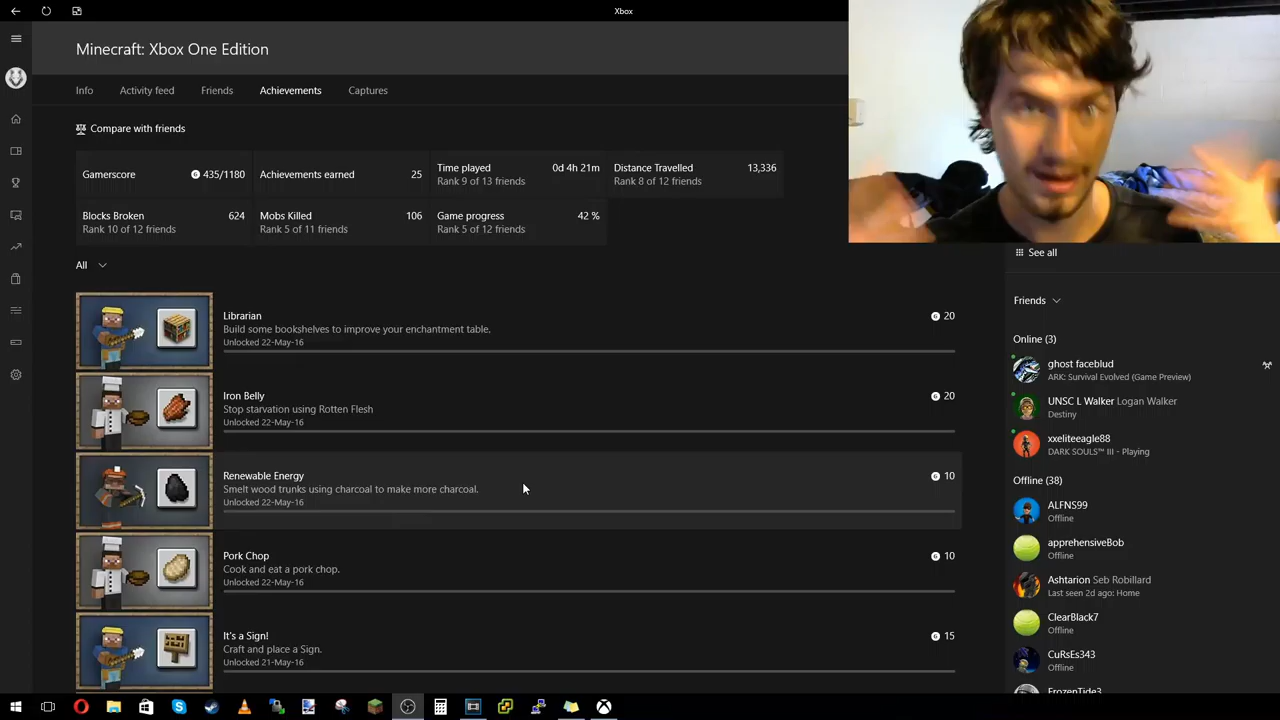 Xbox
Minecraft: Xbox One Edition
Info Activity feed Friends Achievements Captures
Compare with friends
Gamerscore G 435/1180
Achievements earned 25
Time played 0d 4h 21m
Rank 9 of 13 friends
Distance Travelled 13,336
Rank 8 of 12 friends
Blocks Broken 624
Rank 10 of 12 friends
Mobs Killed 106
Rank 5 of 11 friends
Game progress 42 %
Rank 5 of 12 friends
All
Librarian G 20
Build some bookshelves to improve your enchantment table.
Unlocked 22-May-16
Iron Belly G 20
Stop starvation using Rotten Flesh
Unlocked 22-May-16
Renewable Energy G 10
Smelt wood trunks using charcoal to make more charcoal.
Unlocked 22-May-16
Pork Chop G 10
Cook and eat a pork chop.
Unlocked 22-May-16
It's a Sign! G 15
Craft and place a Sign.
Unlocked 21-May-16
See all
Friends
Online (3)
ghost faceblud
ARK: Survival Evolved (Game Preview)
UNSC L Walker Logan Walker
Destiny
xxeliteeagle88
DARK SOULS™ III - Playing
Offline (38)
ALFNS99
Offline
apprehensiveBob
Offline
Ashtarion Seb Robillard
Last seen 2d ago: Home
ClearBlack7
Offline
CuRsEs343
Offline
FrozenTide3